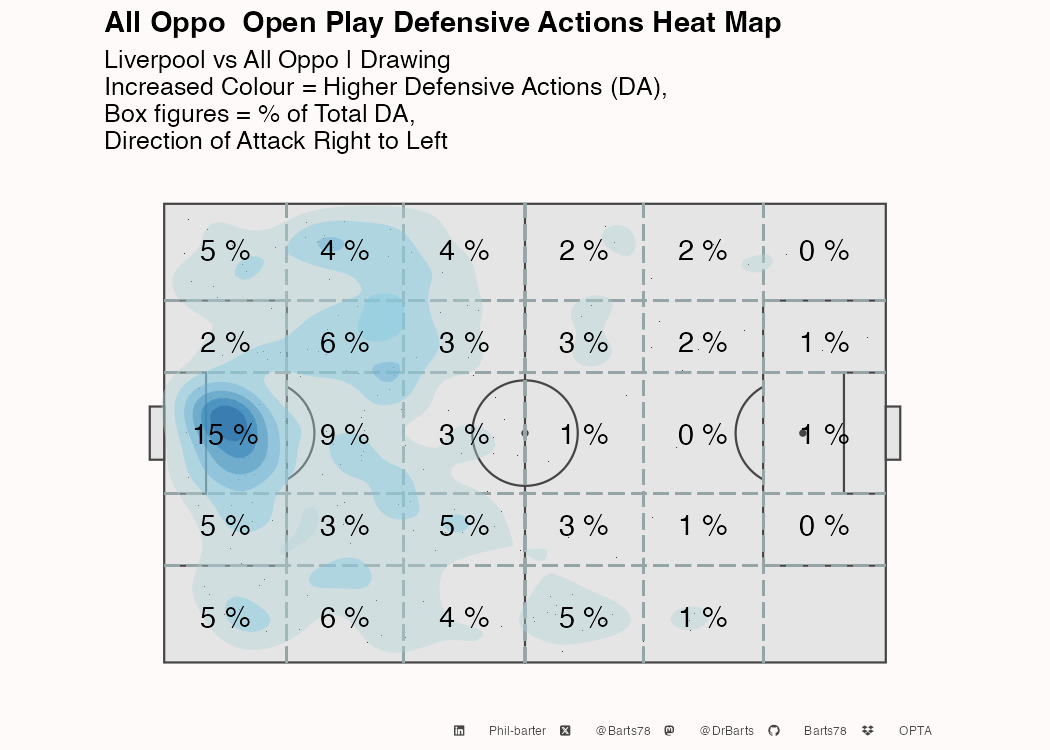 All Oppo  Open Play Defensive Actions Heat Map
Liverpool vs All Oppo | Drawing
Increased Colour = Higher Defensive Actions (DA),
Box figures = % of Total DA,
Direction of Attack Right to Left
5 % 4 % 4 % 2 % 2 % 0 %
2 % 6 % 3 % 3 % 2 % 1 %
15 % 9 % 3 % 1 % 0 % 1 %
5 % 3 % 5 % 3 % 1 % 0 %
5 % 6 % 4 % 5 % 1 %
Phil-barter @Barts78 @DrBarts Barts78 OPTA